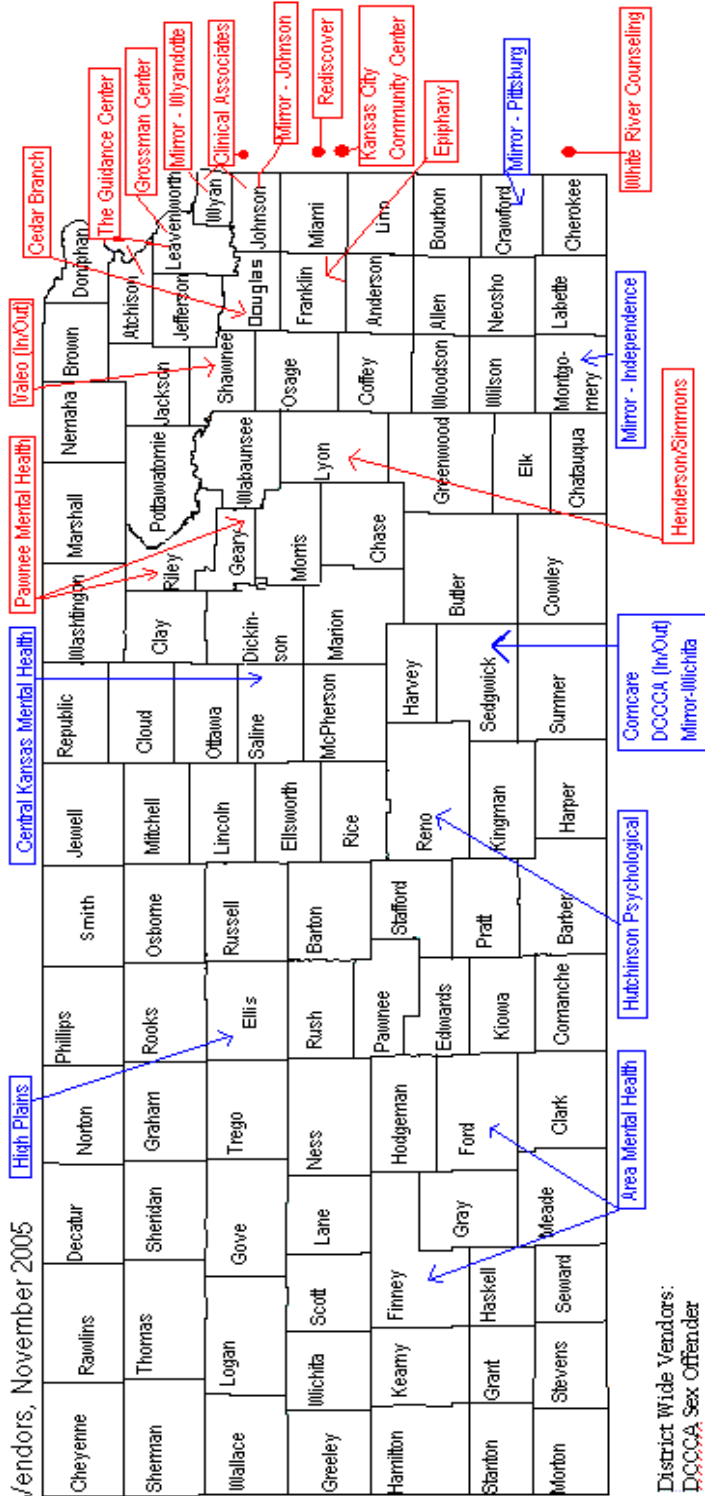 Vendors, November 2005
High Plains
Central Kansas Mental Health
Pawnee Mental Health
Valeo (In/Out)
Cedar Branch
The Guidance Center
Grossman Center
Mirror - Wyandotte
Clinical Associates
Mirror - Johnson
Rediscover
Kansas City
Community Center
Epiphany
Mirror - Pittsburg
White River Counseling
Cheyenne
Rawlins
Decatur
Norton
Phillips
Smith
Jewell
Republic
Washtington
Marshall
Nemaha
Brown
Doniphan
Sherman
Thomas
Sheridan
Graham
Rooks
Osborne
Mitchell
Cloud
Clay
Riley
Pottawatomie
Jackson
Atchison
Jefferson
Leavenworth
Wyan
Wallace
Logan
Gove
Trego
Ellis
Russell
Lincoln
Ottawa
Saline
Dickin-
son
Geary
Wabaunsee
Shawnee
Douglas
Johnson
Greeley
Wichita
Scott
Lane
Ness
Rush
Barton
Ellsworth
Rice
McPherson
Marion
Morris
Chase
Lyon
Osage
Coffey
Franklin
Anderson
Miami
Linn
Hamilton
Kearny
Finney
Hodgeman
Pawnee
Edwards
Stafford
Reno
Harvey
Butler
Greenwood
Woodson
Allen
Bourbon
Stanton
Grant
Haskell
Gray
Ford
Kiowa
Pratt
Kingman
Sedgwick
Elk
Wilson
Neosho
Crawford
Morton
Stevens
Seward
Meade
Clark
Comanche
Barber
Harper
Sumner
Cowley
Chatauqua
Montgo-
mery
Labette
Cherokee
Area Mental Health
Hutchinson Psychological
Comcare
DCCCA (In/Out)
Mirror-Wichita
Henderson/Simmons
Mirror - Independence
District Wide Vendors:
DCCCA Sex Offender